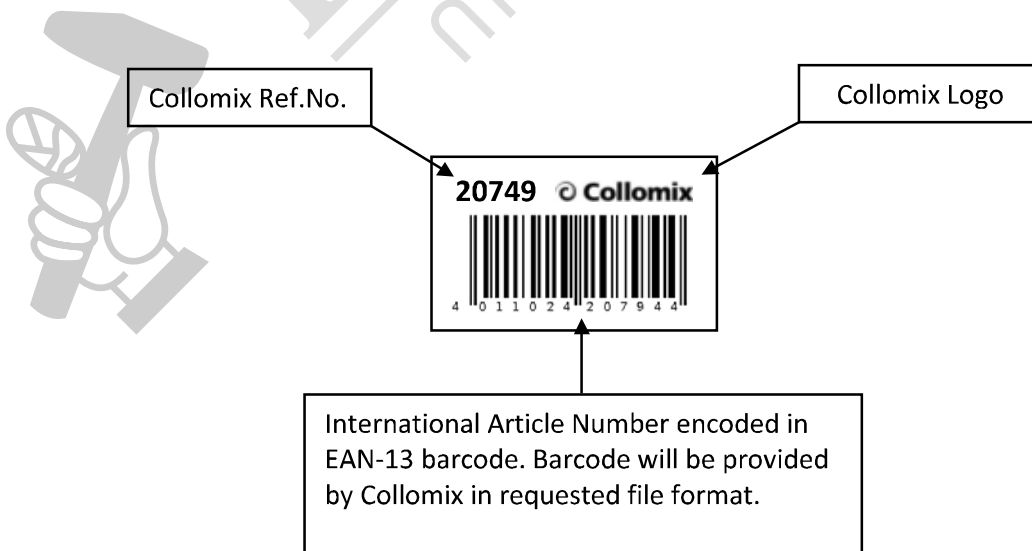 Collomix Ref.No.
Collomix Logo
20749 Collomix
4 011024 207944
International Article Number encoded in
EAN-13 barcode. Barcode will be provided
by Collomix in requested file format.